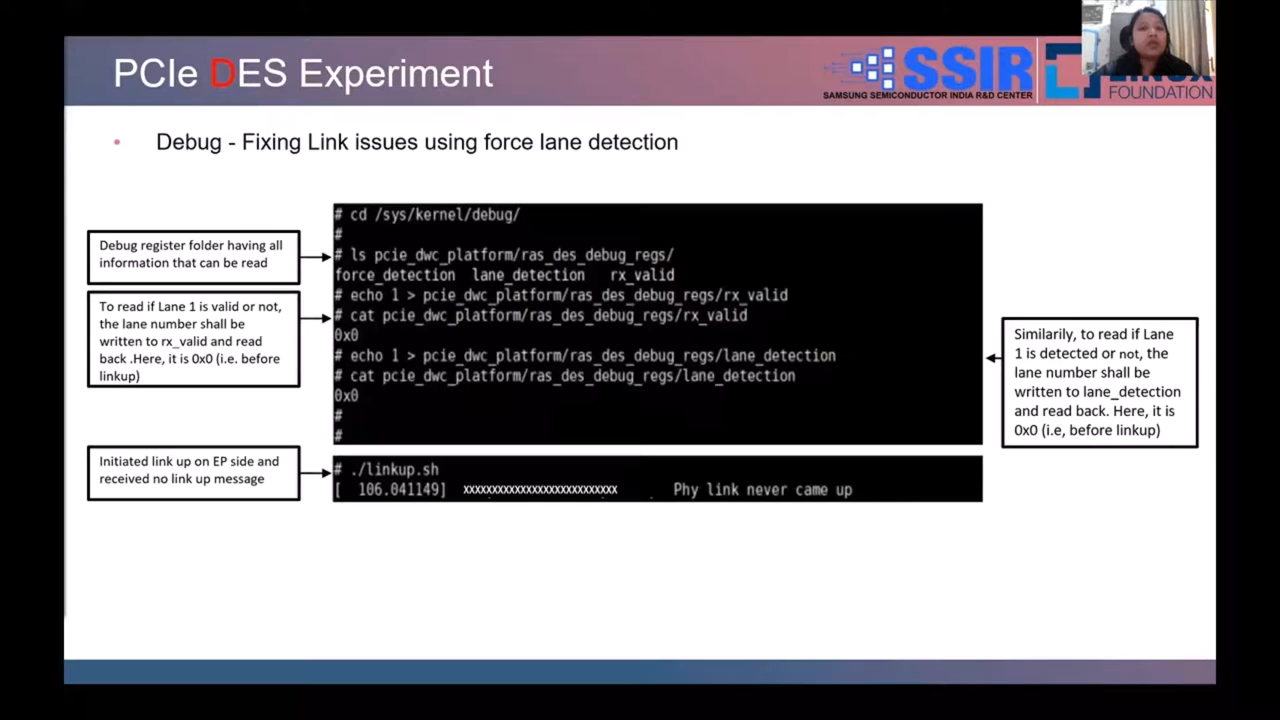 PCIe DES Experiment
SSIR
SAMSUNG SEMICONDUCTOR INDIA R&D CENTER
FOUNDATION
• Debug - Fixing Link issues using force lane detection
Debug register folder having all
information that can be read
To read if Lane 1 is valid or not,
the lane number shall be
written to rx_valid and read
back .Here, it is 0x0 (i.e. before
linkup)
Initiated link up on EP side and
received no link up message
# cd /sys/kernel/debug/
#
# ls pcie_dwc_platform/ras_des_debug_regs/
force_detection lane_detection rx_valid
# echo 1 > pcie_dwc_platform/ras_des_debug_regs/rx_valid
# cat pcie_dwc_platform/ras_des_debug_regs/rx_valid
0x0
# echo 1 > pcie_dwc_platform/ras_des_debug_regs/lane_detection
# cat pcie_dwc_platform/ras_des_debug_regs/lane_detection
0x0
#
#
# ./linkup.sh
[ 106.041149] xxxxxxxxxxxxxxxxxxxxxxxxxxx Phy link never came up
Similarily, to read if Lane
1 is detected or not, the
lane number shall be
written to lane_detection
and read back. Here, it is
0x0 (i.e, before linkup)